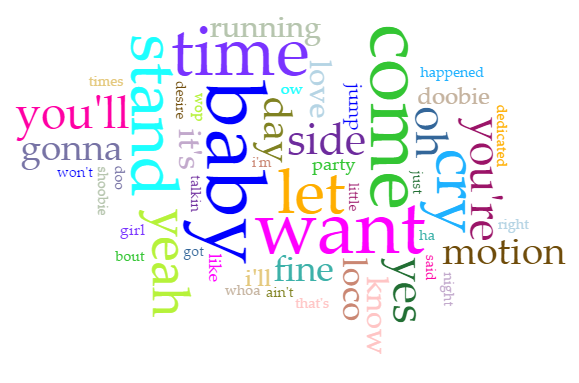 running
time
come
happened
times
stand
desire
wop
love
ow
jump
doobie
you'll
baby
day
side
oh
dedicated
gonna
it's
i'm
party
cry
you're
won't
shoobie
doo
talkin
let
little
just
girl
yeah
want
ha
right
bout
got
like
i'll
fine
loco
know
yes
said
motion
night
whoa
ain't
that's